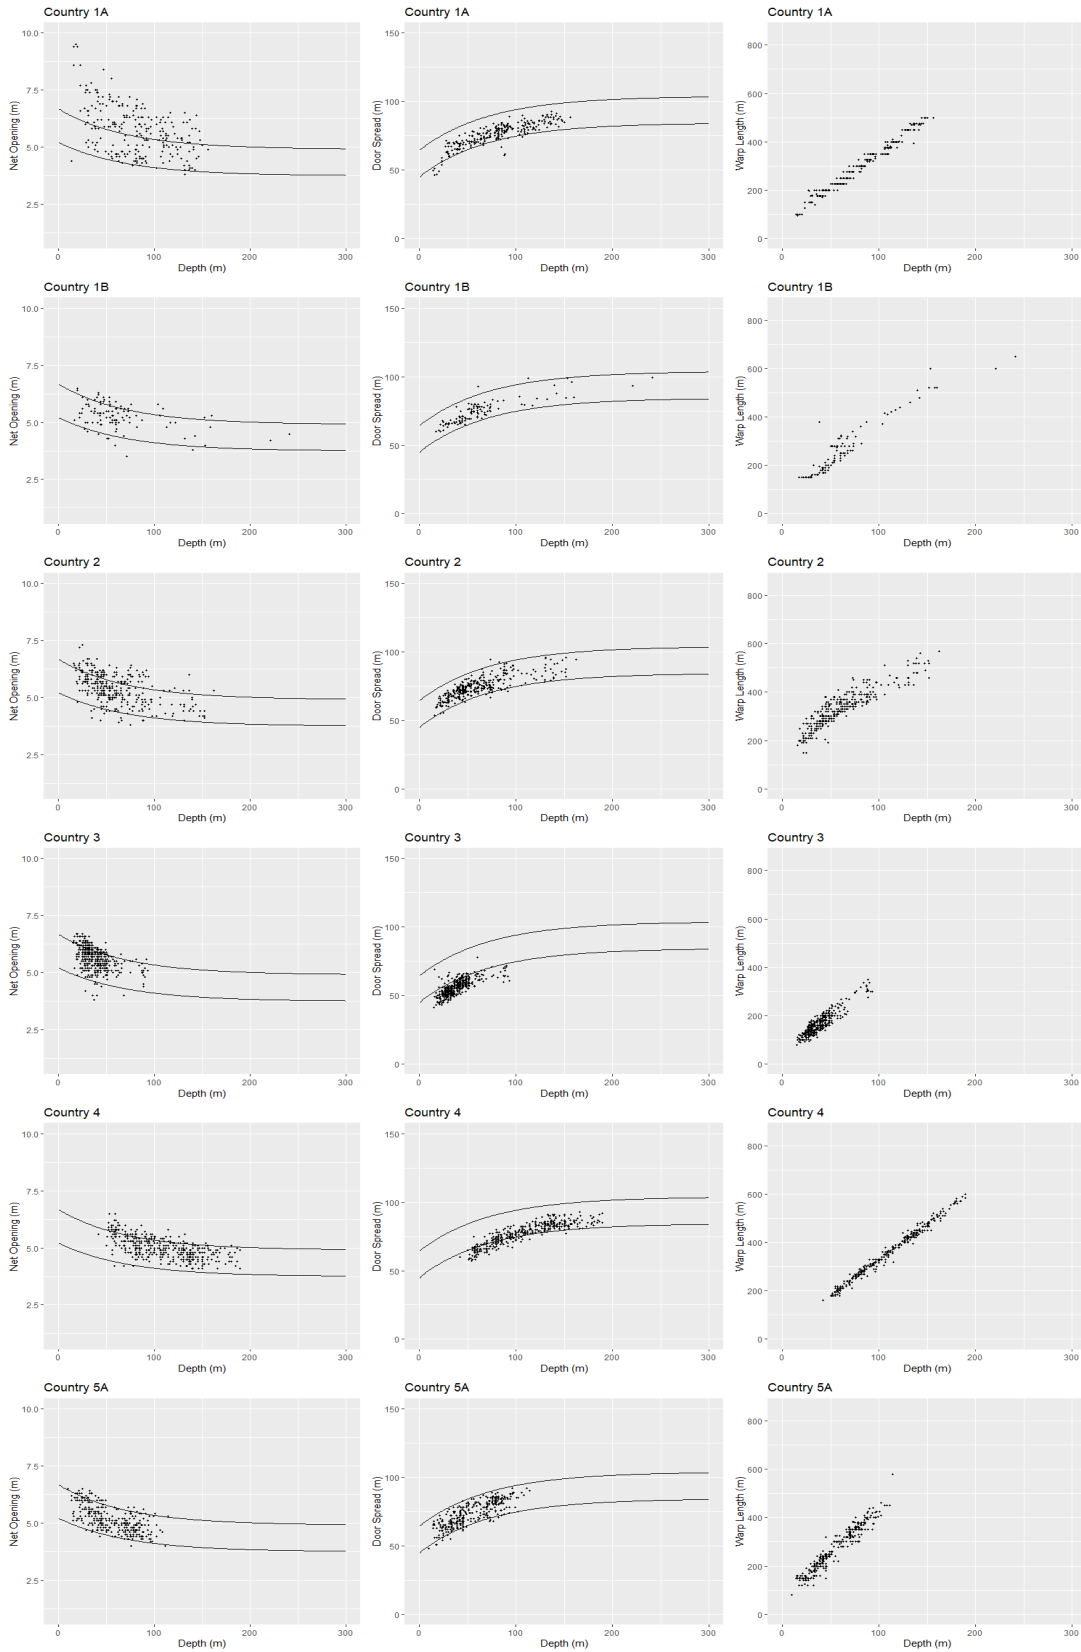 Country 1A Country 1A Country 1A
10.0
7.5
5.0
2.5
Net Opening (m)
0 100 200 300
Depth (m)
150
100
50
0
Door Spread (m)
0 100 200 300
Depth (m)
800
600
400
200
0
Warp Length (m)
0 100 200 300
Depth (m)
Country 1B Country 1B Country 1B
10.0
7.5
5.0
2.5
Net Opening (m)
0 100 200 300
Depth (m)
150
100
50
0
Door Spread (m)
0 100 200 300
Depth (m)
800
600
400
200
0
Warp Length (m)
0 100 200 300
Depth (m)
Country 2 Country 2 Country 2
10.0
7.5
5.0
2.5
Net Opening (m)
0 100 200 300
Depth (m)
150
100
50
0
Door Spread (m)
0 100 200 300
Depth (m)
800
600
400
200
0
Warp Length (m)
0 100 200 300
Depth (m)
Country 3 Country 3 Country 3
10.0
7.5
5.0
2.5
Net Opening (m)
0 100 200 300
Depth (m)
150
100
50
0
Door Spread (m)
0 100 200 300
Depth (m)
800
600
400
200
0
Warp Length (m)
0 100 200 300
Depth (m)
Country 4 Country 4 Country 4
10.0
7.5
5.0
2.5
Net Opening (m)
0 100 200 300
Depth (m)
150
100
50
0
Door Spread (m)
0 100 200 300
Depth (m)
800
600
400
200
0
Warp Length (m)
0 100 200 300
Depth (m)
Country 5A Country 5A Country 5A
10.0
7.5
5.0
2.5
Net Opening (m)
0 100 200 300
Depth (m)
150
100
50
0
Door Spread (m)
0 100 200 300
Depth (m)
800
600
400
200
0
Warp Length (m)
0 100 200 300
Depth (m)